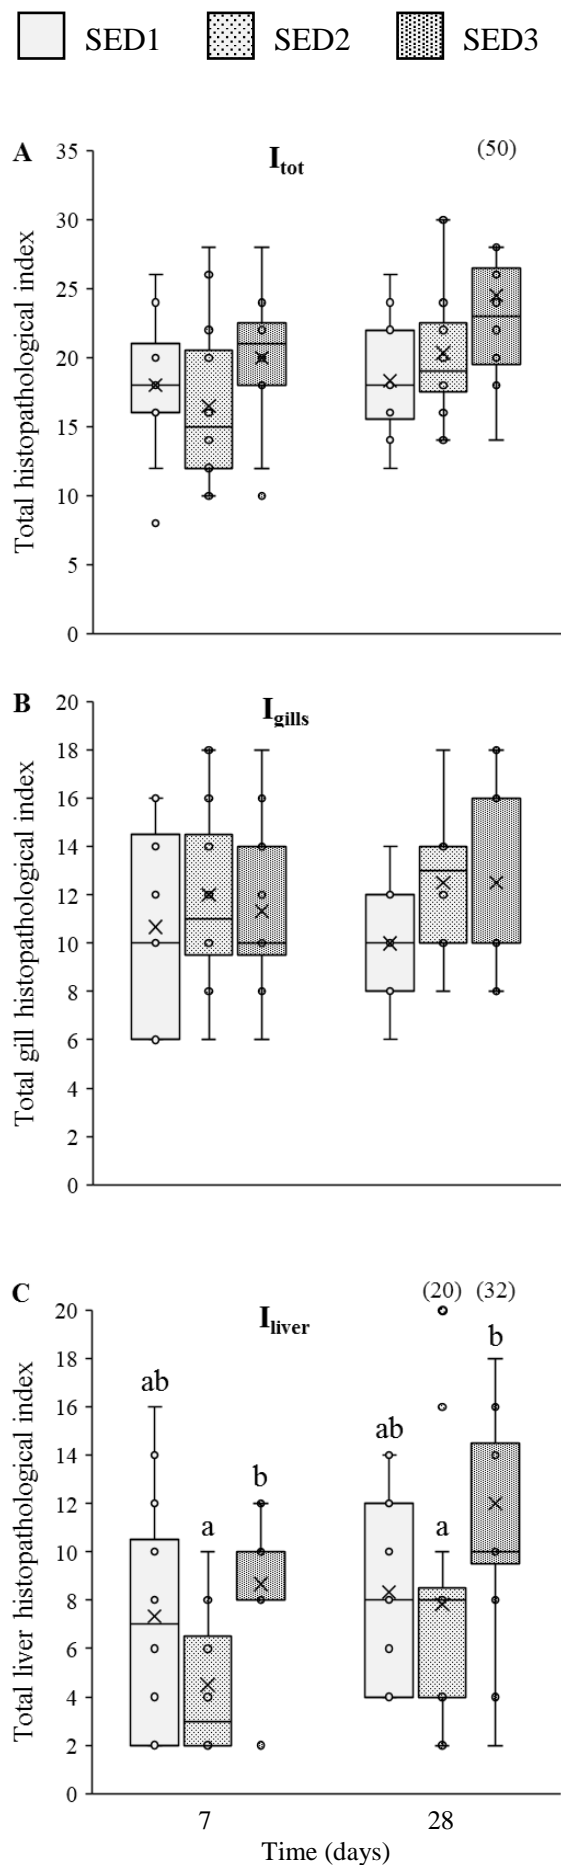 SED1 SED2 SED3
A
I_tot
(50)
Total histopathological index
35
30
25
20
15
10
5
0
B
I_gills
Total gill histopathological index
20
18
16
14
12
10
8
6
4
2
0
C
I_liver
(20) (32)
Total liver histopathological index
20
18
16
14
12
10
8
6
4
2
0
ab
a
b
ab
a
b
7 28
Time (days)